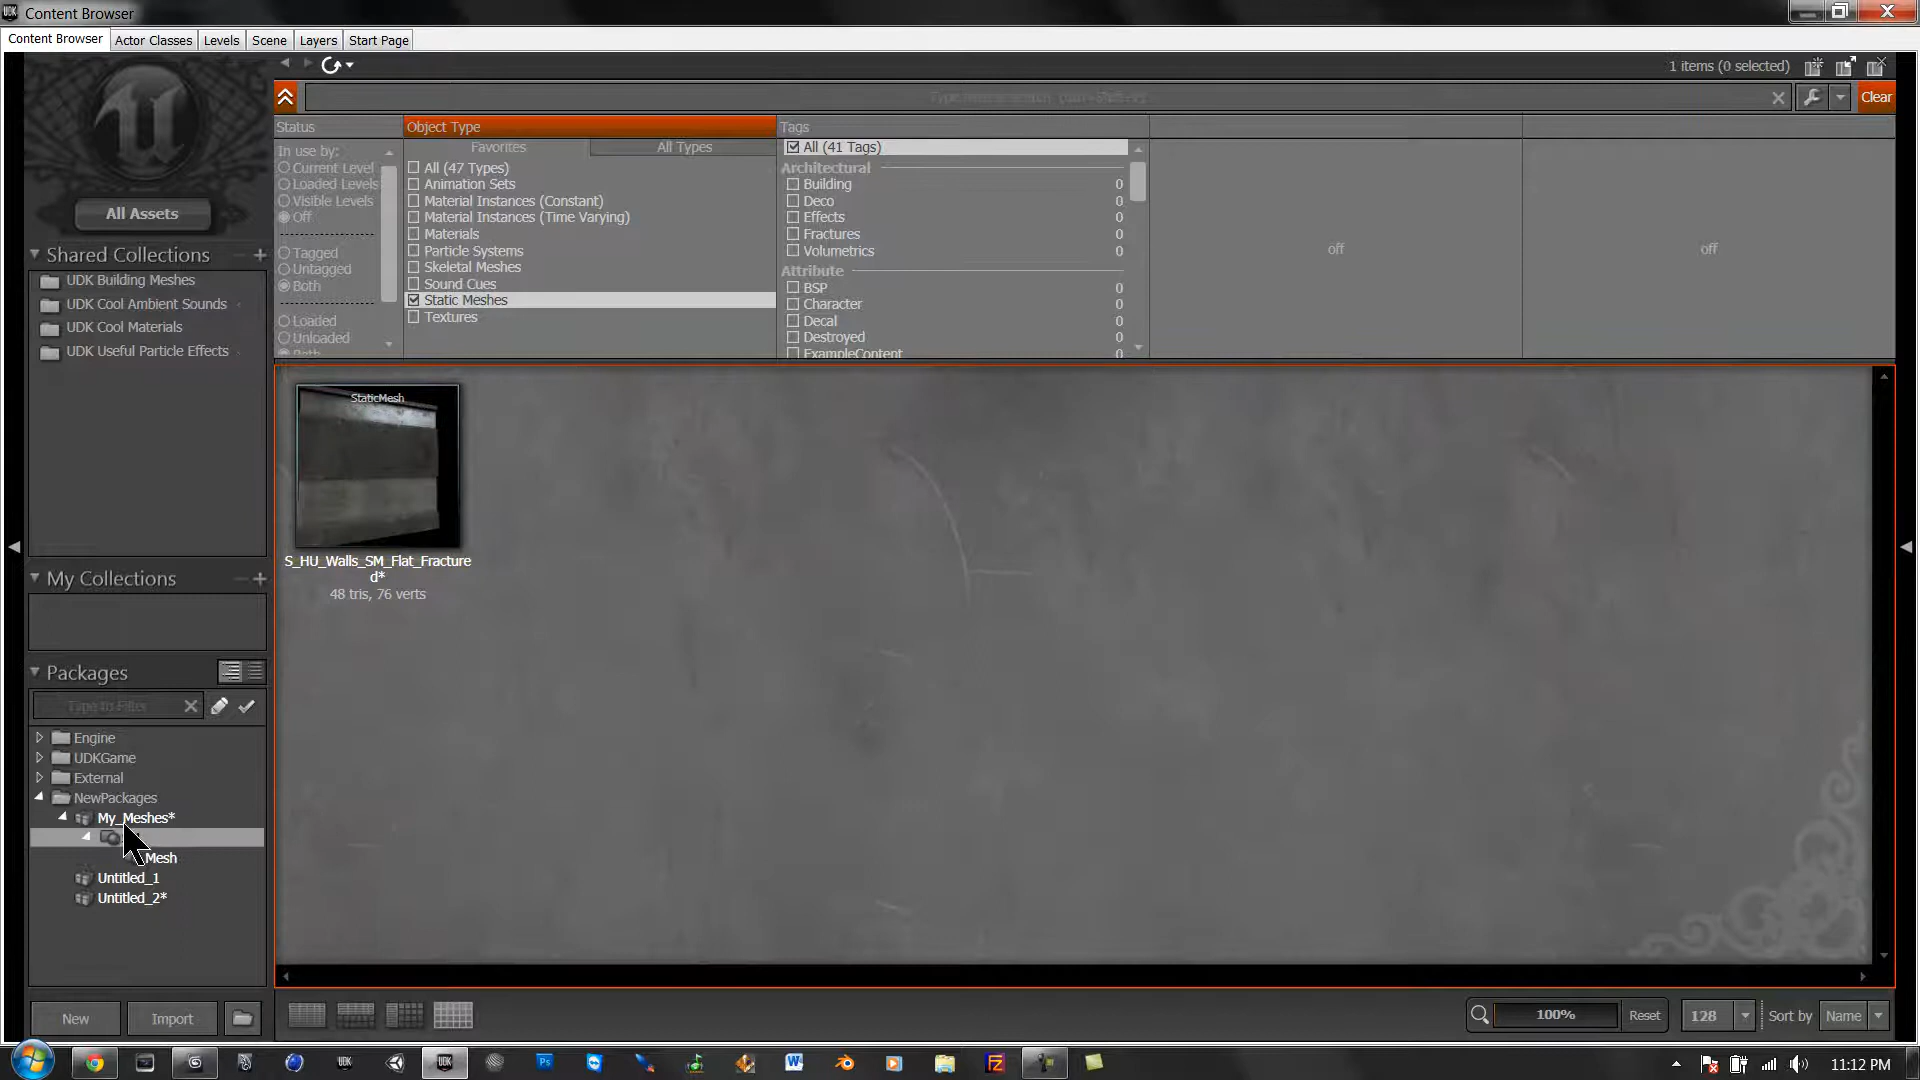 Content Browser
Content Browser
Actor Classes
Levels
Scene
Layers
Start Page
1 items (0 selected)
Clear
Status
Object Type
Tags
In use by:
Current Level
Loaded Levels
Visible Levels
Off
Tagged
Untagged
Both
Loaded
Unloaded
Both
Favorites
All Types
All (47 Types)
Animation Sets
Material Instances (Constant)
Material Instances (Time Varying)
Materials
Particle Systems
Skeletal Meshes
Sound Cues
Static Meshes
Textures
All (41 Tags)
Architectural
Building 0
Deco 0
Effects 0
Fractures 0
Volumetrics 0
Attribute
BSP 0
Character 0
Decal 0
Destroyed 0
ExampleContent 0
off
off
All Assets
Shared Collections
UDK Building Meshes
UDK Cool Ambient Sounds
UDK Cool Materials
UDK Useful Particle Effects
My Collections
Packages
Type to Filter
Engine
UDKGame
External
NewPackages
My_Meshes*
Mesh
Untitled_1
Untitled_2*
New
Import
StaticMesh
S_HU_Walls_SM_Flat_Fracture
d*
48 tris, 76 verts
100%
Reset
128
Sort by
Name
11:12 PM